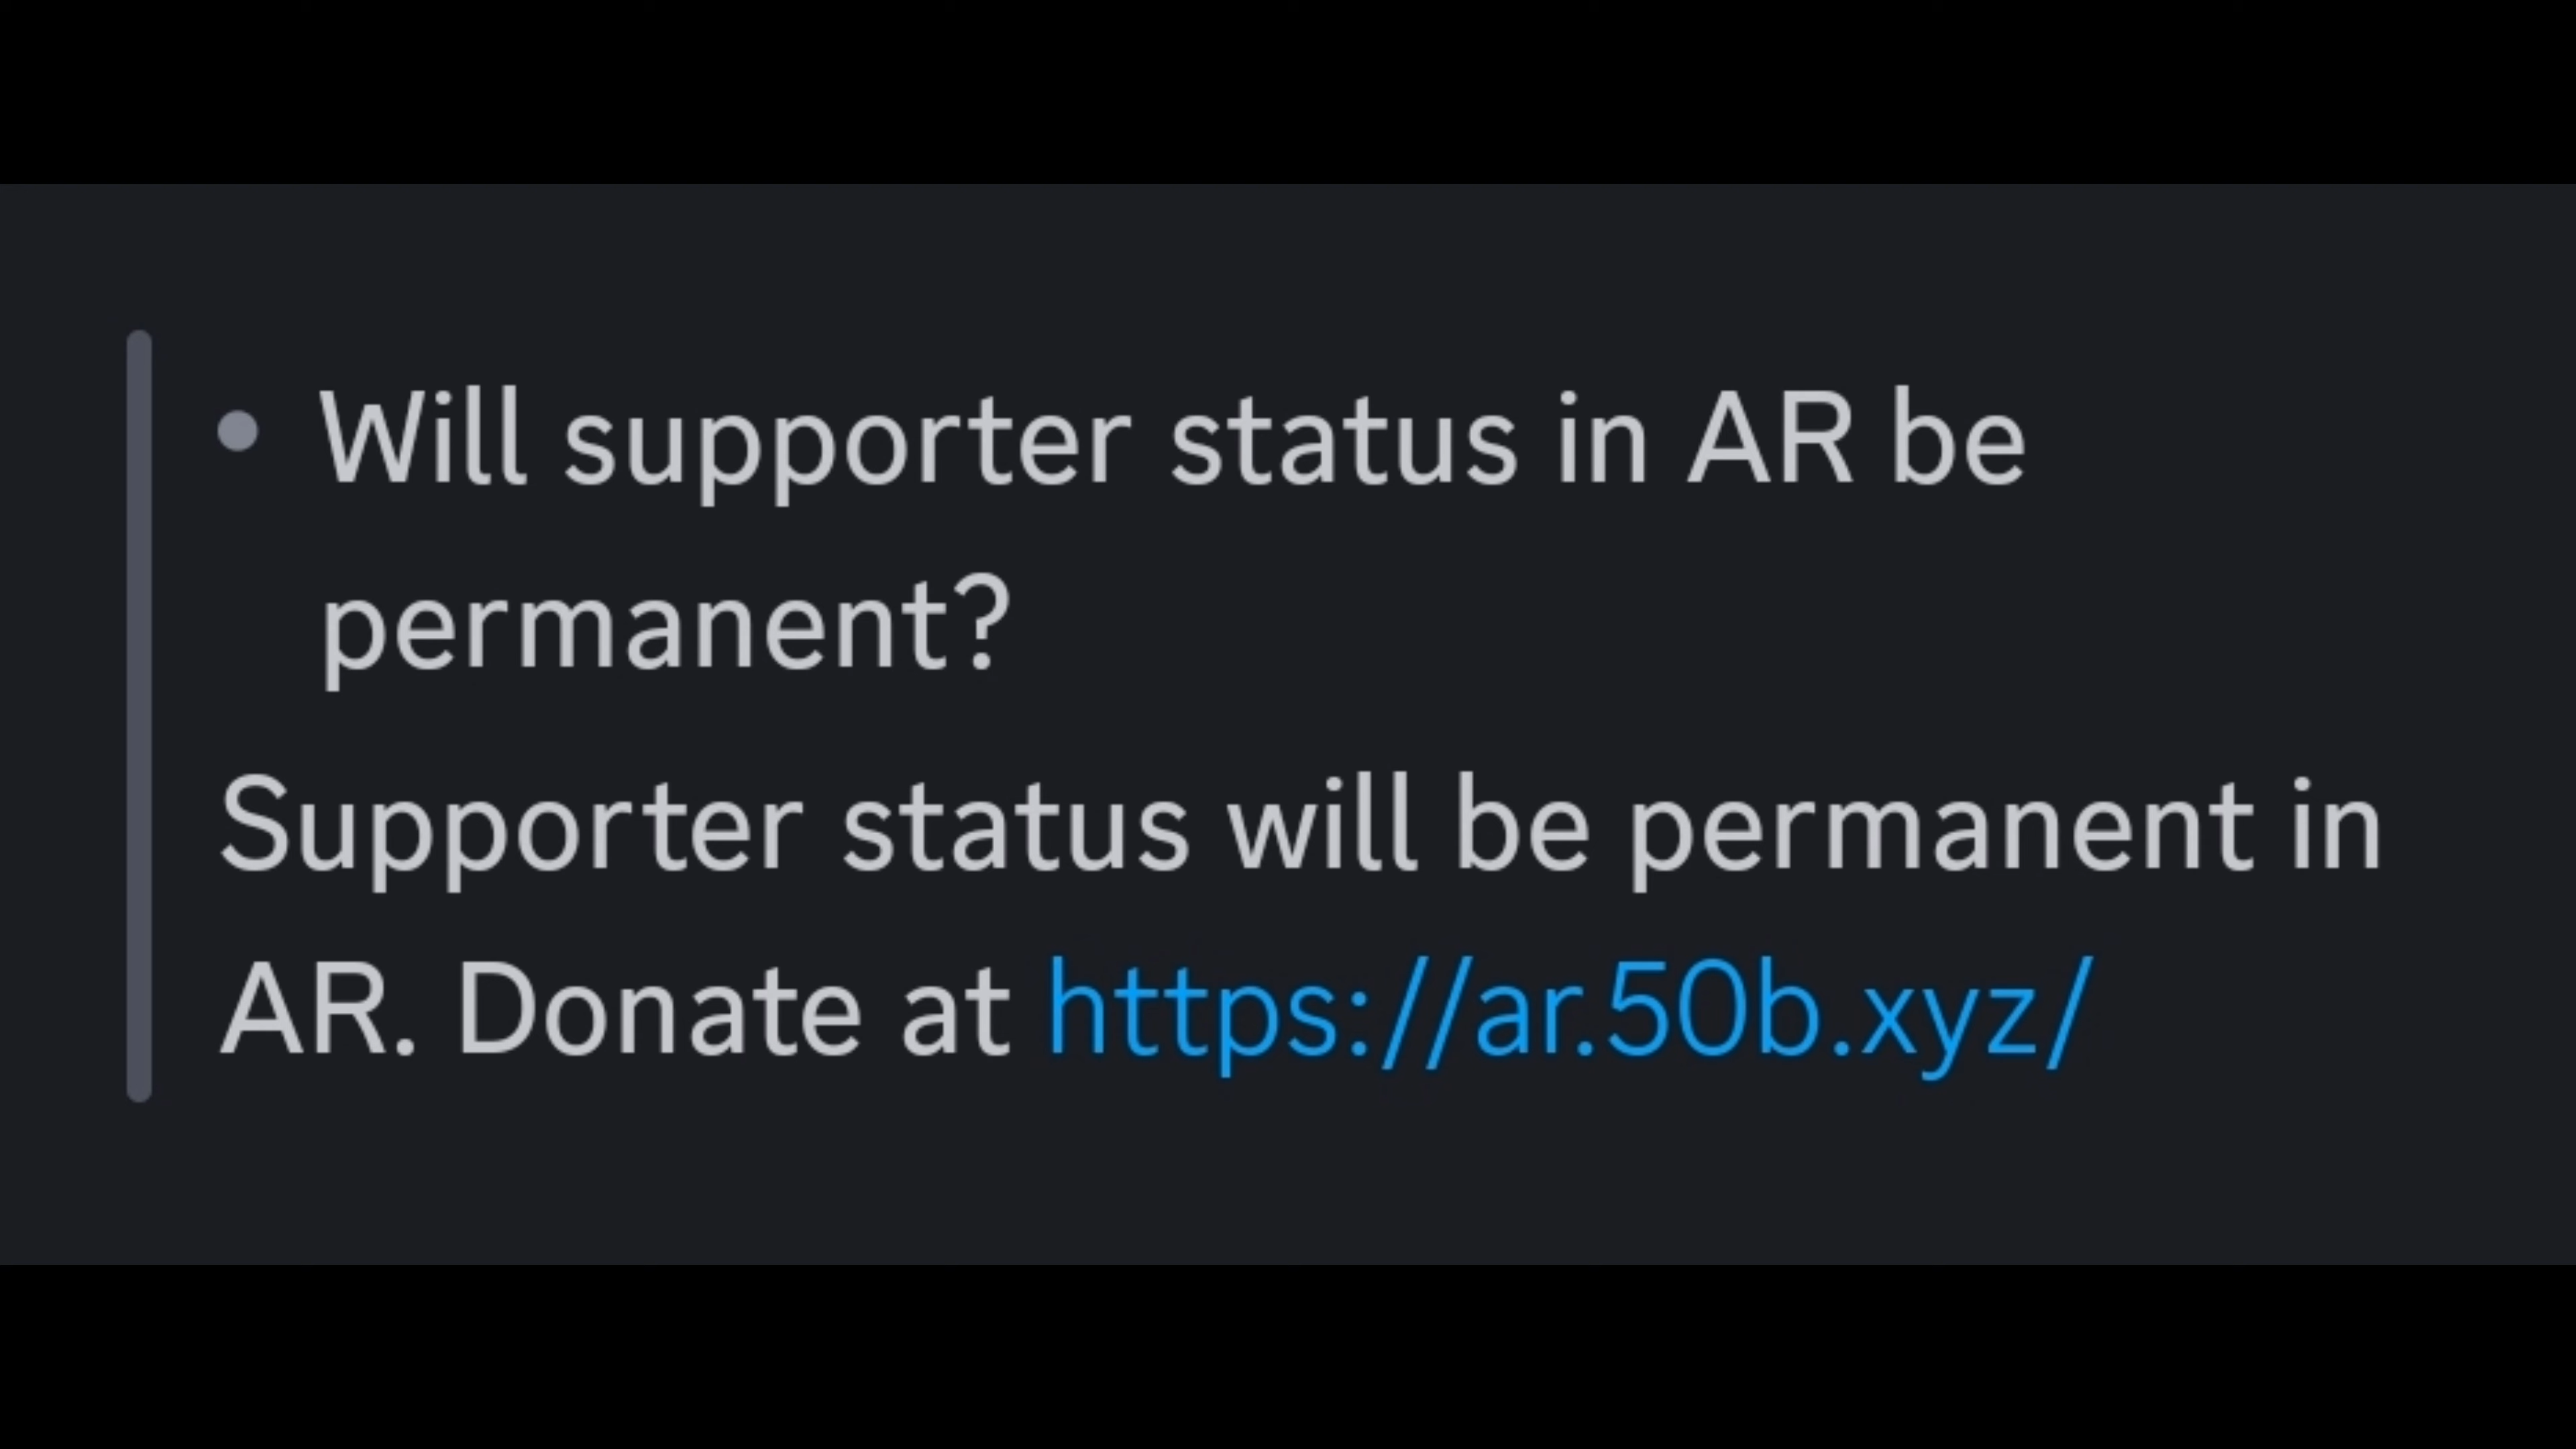 • Will supporter status in AR be
permanent?
Supporter status will be permanent in
AR. Donate at https://ar.50b.xyz/